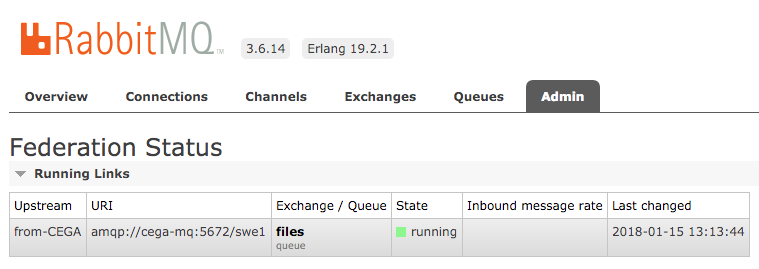 RabbitMQ TM 3.6.14 Erlang 19.2.1
Overview Connections Channels Exchanges Queues Admin
Federation Status
Running Links
Upstream URI Exchange / Queue State Inbound message rate Last changed
from-CEGA amqp://cega-mq:5672/swe1 files running 2018-01-15 13:13:44
queue